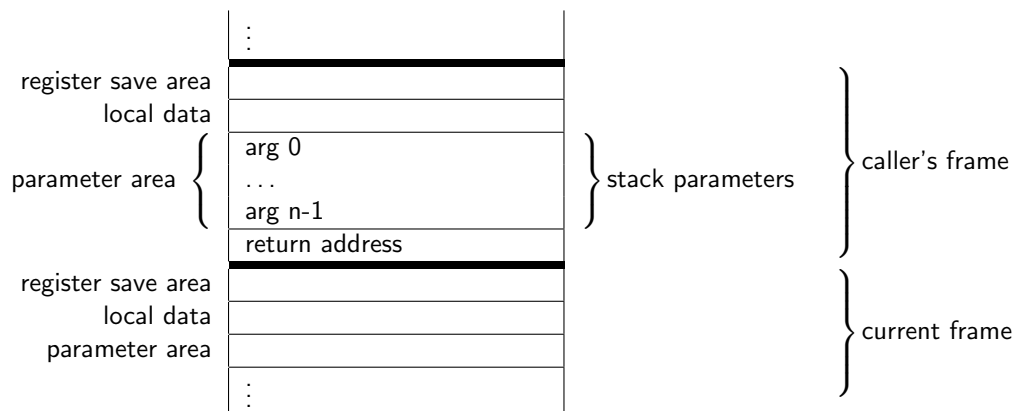 ⋮
register save area
local data
arg 0
parameter area
. . .
stack parameters
caller's frame
arg n-1
return address
register save area
local data
current frame
parameter area
⋮